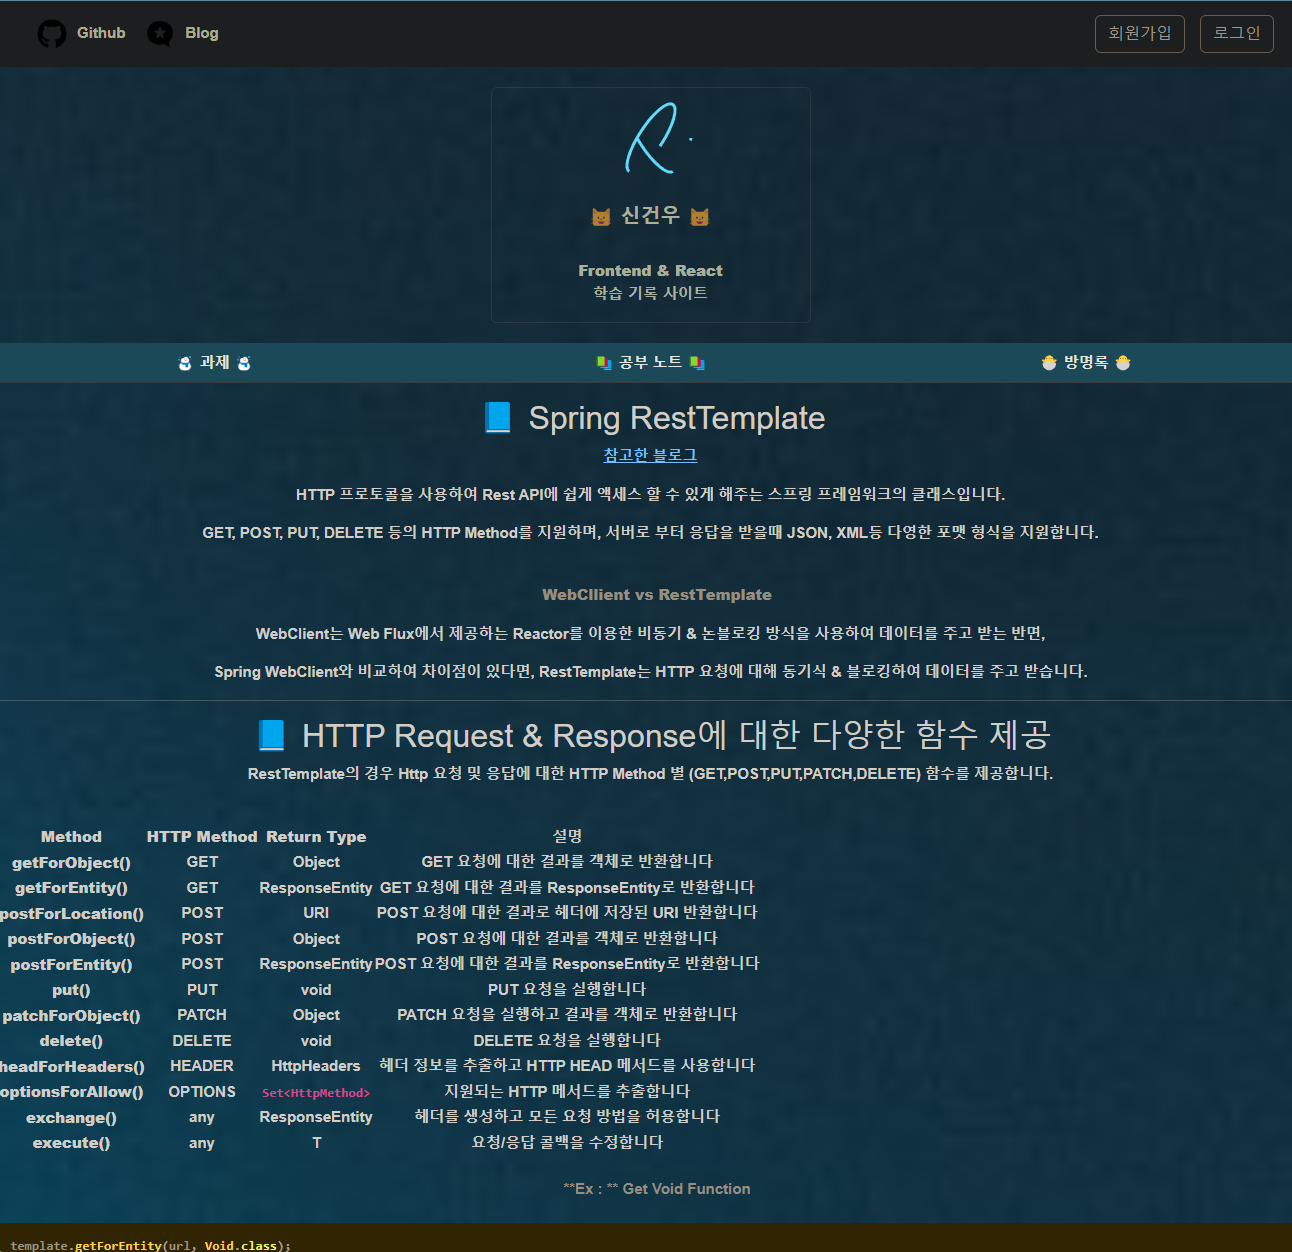 Github Blog 회원가입 로그인
R.
신건우
Frontend & React
학습 기록 사이트
과제 공부 노트 방명록
Spring RestTemplate
참고한 블로그
HTTP 프로토콜을 사용하여 Rest API에 쉽게 액세스 할 수 있게 해주는 스프링 프레임워크의 클래스입니다.
GET, POST, PUT, DELETE 등의 HTTP Method를 지원하며, 서버로 부터 응답을 받을때 JSON, XML등 다영한 포맷 형식을 지원합니다.
WebCllient vs RestTemplate
WebClient는 Web Flux에서 제공하는 Reactor를 이용한 비동기 & 논블로킹 방식을 사용하여 데이터를 주고 받는 반면,
Spring WebClient와 비교하여 차이점이 있다면, RestTemplate는 HTTP 요청에 대해 동기식 & 블로킹하여 데이터를 주고 받습니다.
HTTP Request & Response에 대한 다양한 함수 제공
RestTemplate의 경우 Http 요청 및 응답에 대한 HTTP Method 별 (GET,POST,PUT,PATCH,DELETE) 함수를 제공합니다.
Method HTTP Method Return Type 설명
getForObject() GET Object GET 요청에 대한 결과를 객체로 반환합니다
getForEntity() GET ResponseEntity GET 요청에 대한 결과를 ResponseEntity로 반환합니다
postForLocation() POST URI POST 요청에 대한 결과로 헤더에 저장된 URI 반환합니다
postForObject() POST Object POST 요청에 대한 결과를 객체로 반환합니다
postForEntity() POST ResponseEntity POST 요청에 대한 결과를 ResponseEntity로 반환합니다
put() PUT void PUT 요청을 실행합니다
patchForObject() PATCH Object PATCH 요청을 실행하고 결과를 객체로 반환합니다
delete() DELETE void DELETE 요청을 실행합니다
headForHeaders() HEADER HttpHeaders 헤더 정보를 추출하고 HTTP HEAD 메서드를 사용합니다
optionsForAllow() OPTIONS Set<HttpMethod> 지원되는 HTTP 메서드를 추출합니다
exchange() any ResponseEntity 헤더를 생성하고 모든 요청 방법을 허용합니다
execute() any T 요청/응답 콜백을 수정합니다
**Ex : ** Get Void Function
template.getForEntity(url, Void.class);